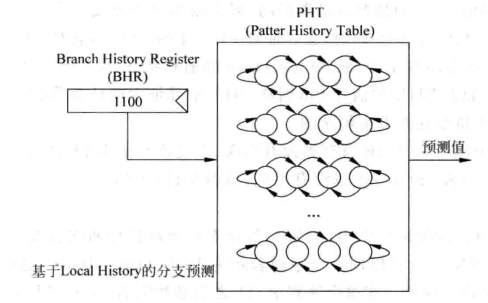 PHT
(Patter History Table)
Branch History Register
(BHR)
1100
预测值
...
基于Local History的分支预测